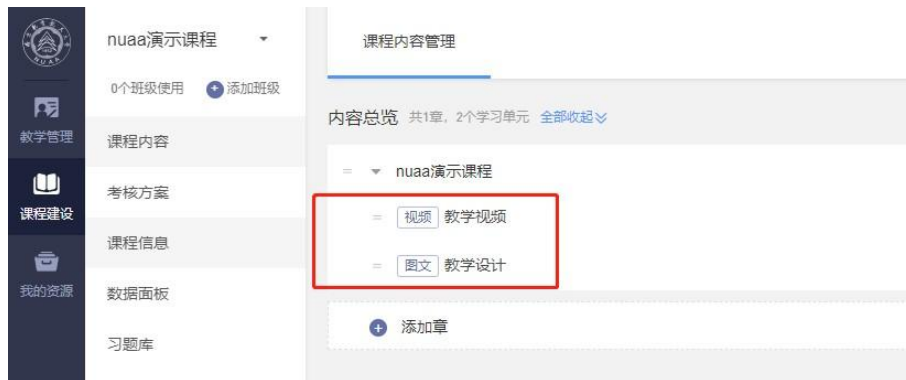 NUAA
教学管理
课程建设
我的资源
nuaa演示课程
0个班级使用 添加班级
课程内容
考核方案
课程信息
数据面板
习题库
课程内容管理
内容总览 共1章，2个学习单元 全部收起
nuaa演示课程
视频 教学视频
图文 教学设计
添加章